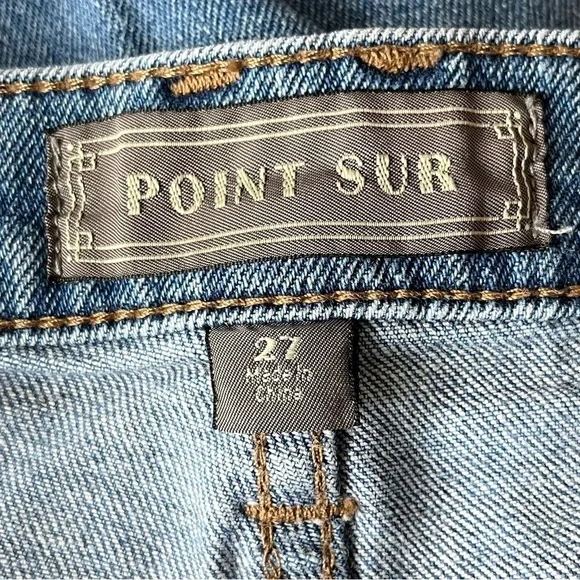 POINT SUR
27
Made in
China